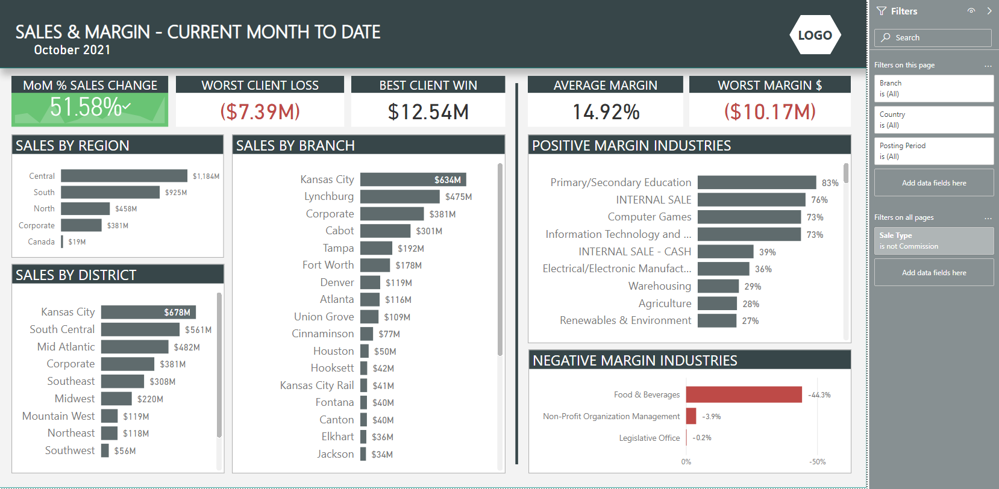 SALES & MARGIN - CURRENT MONTH TO DATE
October 2021
LOGO
MoM % SALES CHANGE
51.58%
WORST CLIENT LOSS
($7.39M)
BEST CLIENT WIN
$12.54M
AVERAGE MARGIN
14.92%
WORST MARGIN $
($10.17M)
SALES BY REGION
Central $1,184M
South $925M
North $458M
Corporate $381M
Canada $19M
SALES BY DISTRICT
Kansas City $678M
South Central $561M
Mid Atlantic $482M
Corporate $381M
Southeast $308M
Midwest $220M
Mountain West $119M
Northeast $118M
Southwest $56M
SALES BY BRANCH
Kansas City $634M
Lynchburg $475M
Corporate $381M
Cabot $301M
Tampa $192M
Fort Worth $178M
Denver $119M
Atlanta $116M
Union Grove $109M
Cinnaminson $77M
Houston $50M
Hooksett $42M
Kansas City Rail $41M
Fontana $40M
Canton $40M
Elkhart $36M
Jackson $34M
POSITIVE MARGIN INDUSTRIES
Primary/Secondary Education 83%
INTERNAL SALE 76%
Computer Games 73%
Information Technology and ... 73%
INTERNAL SALE - CASH 39%
Electrical/Electronic Manufact... 36%
Warehousing 29%
Agriculture 28%
Renewables & Environment 27%
NEGATIVE MARGIN INDUSTRIES
Food & Beverages -44.3%
Non-Profit Organization Management -3.9%
Legislative Office -0.2%
0% -50%
Filters
Search
Filters on this page ...
Branch
is (All)
Country
is (All)
Posting Period
is (All)
Add data fields here
Filters on all pages ...
Sale Type
is not Commission
Add data fields here